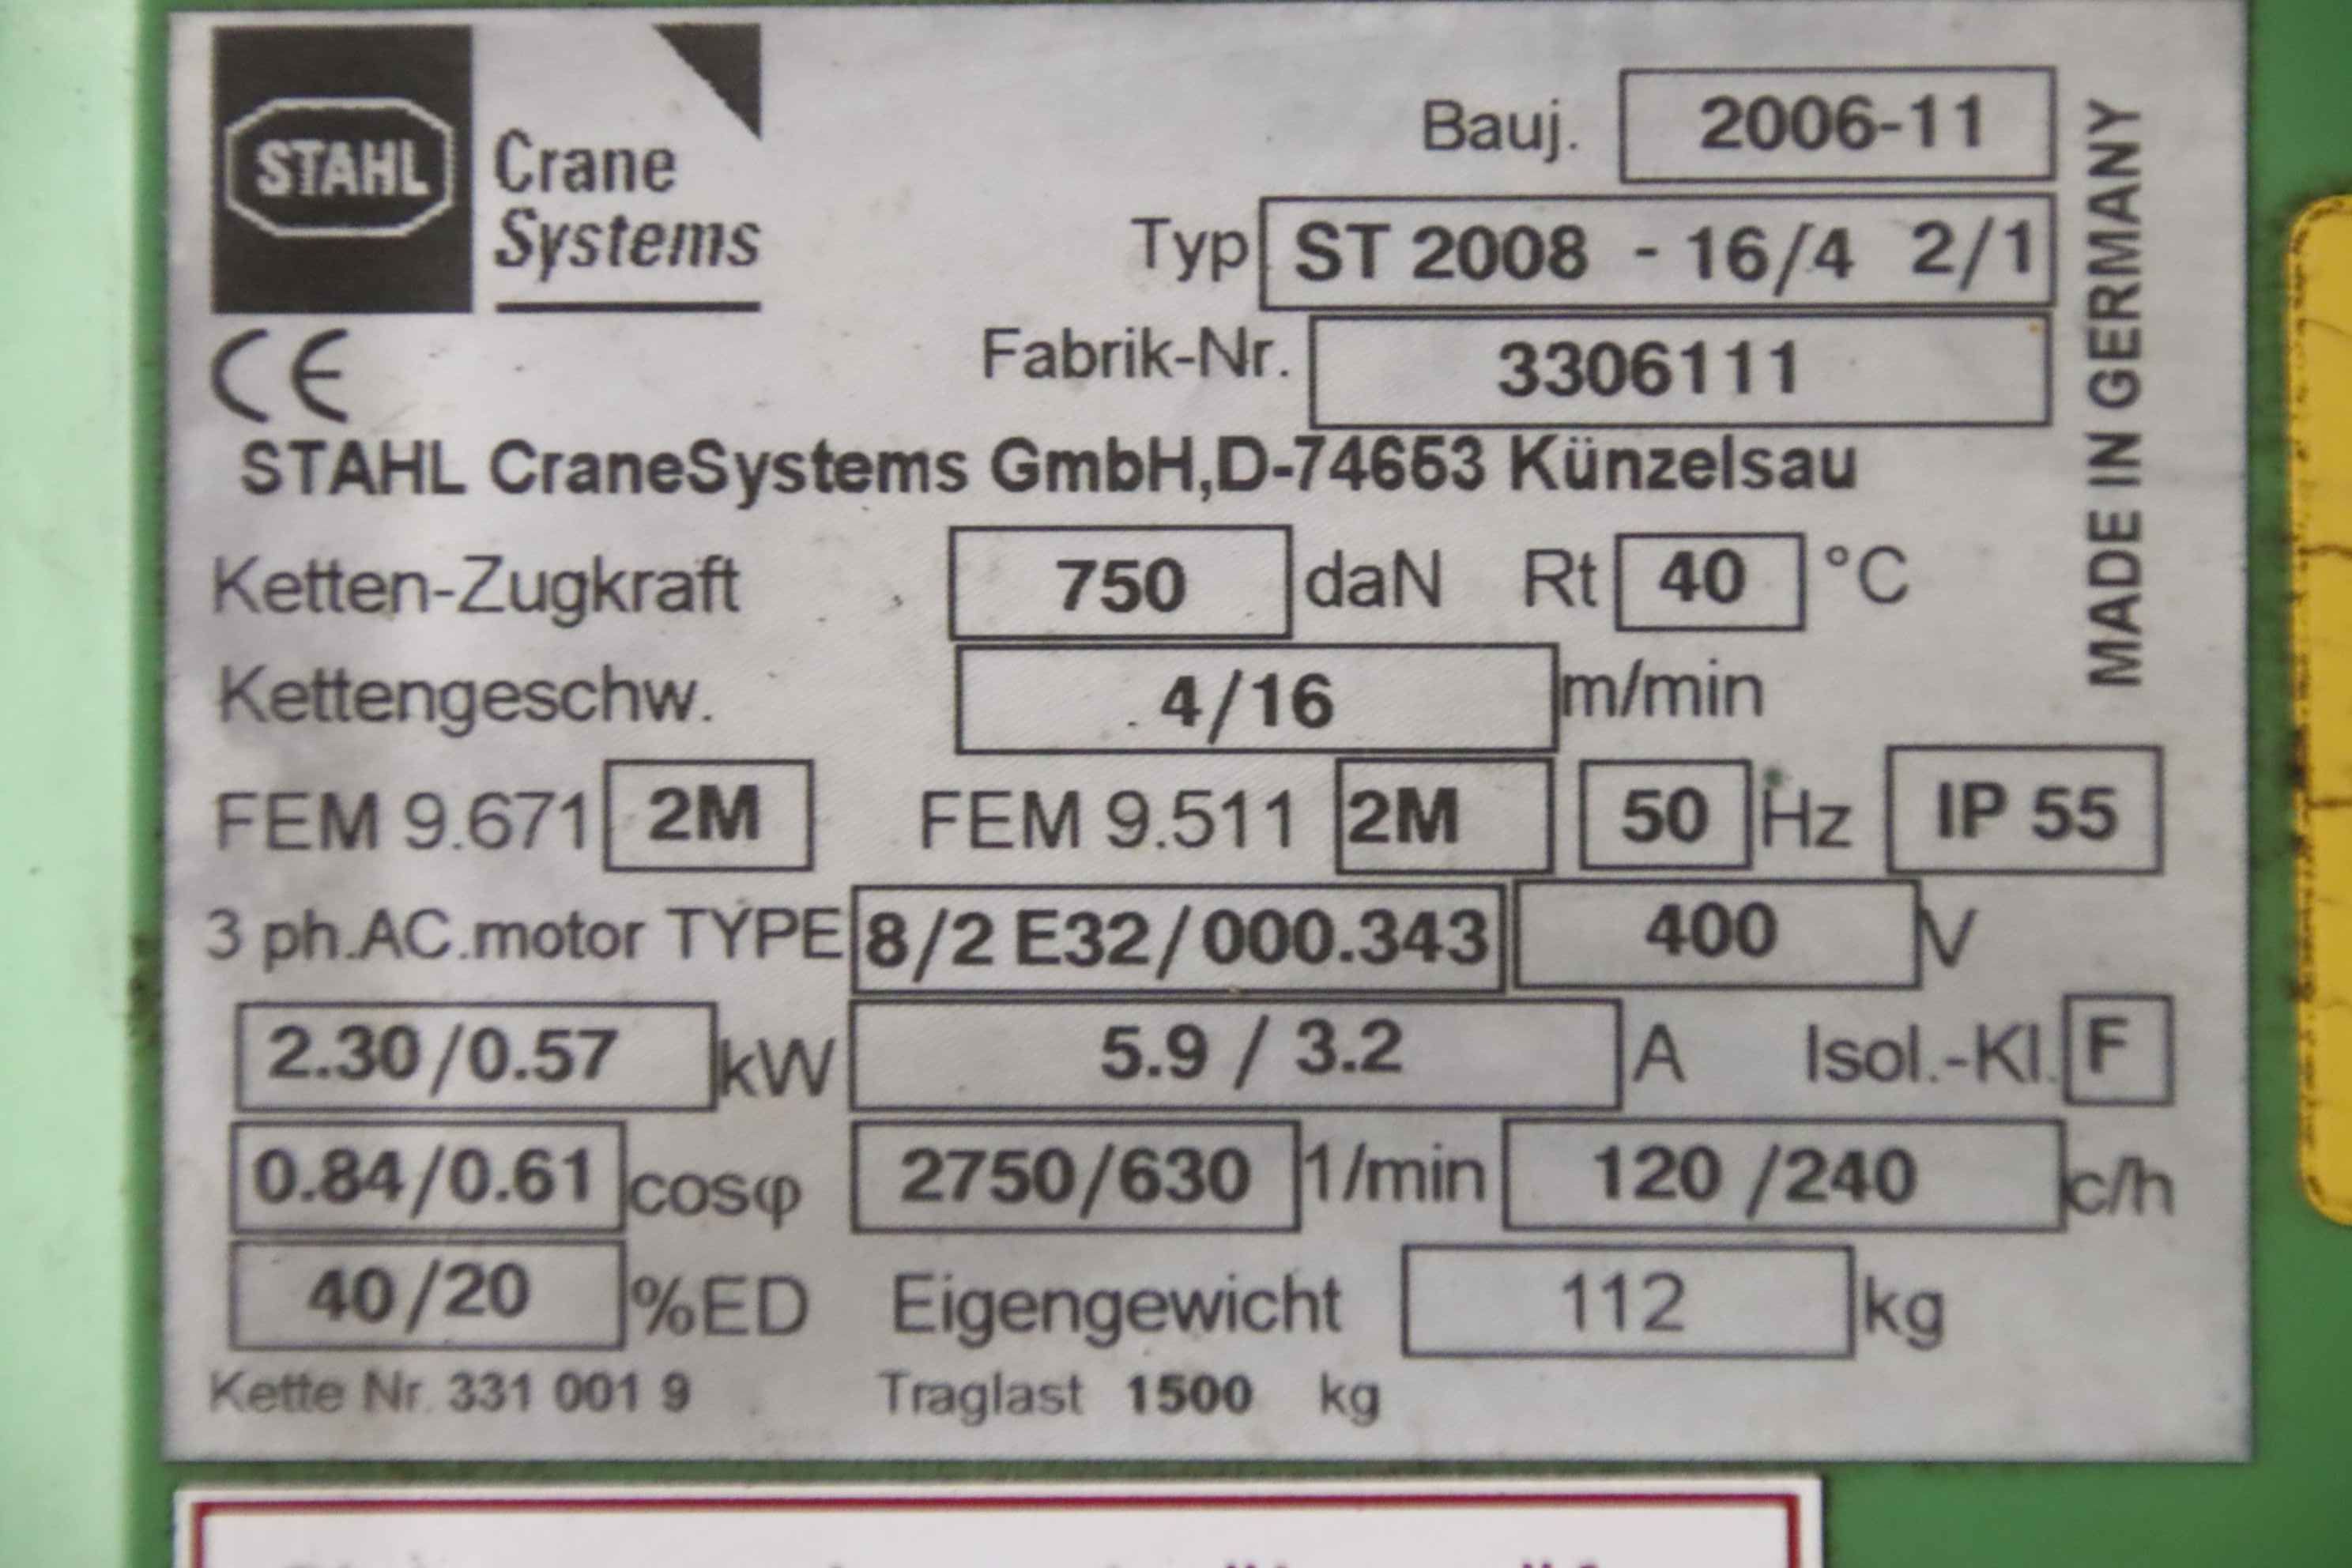 STAHL
Crane
Systems
Bauj. 2006-11
Typ ST 2008 - 16/4 2/1
Fabrik-Nr. 3306111
CE
MADE IN GERMANY
STAHL CraneSystems GmbH,D-74653 Künzelsau
Ketten-Zugkraft 750 daN Rt 40 °C
Kettengeschw. 4/16 m/min
FEM 9.671 2M FEM 9.511 2M 50 Hz IP 55
3 ph.AC.motor TYPE 8/2 E32/000.343 400 V
2.30/0.57 kW 5.9 / 3.2 A Isol.-Kl. F
0.84/0.61 cosφ 2750/630 1/min 120 /240 c/h
40/20 %ED Eigengewicht 112 kg
Kette Nr. 331 001 9 Traglast 1500 kg